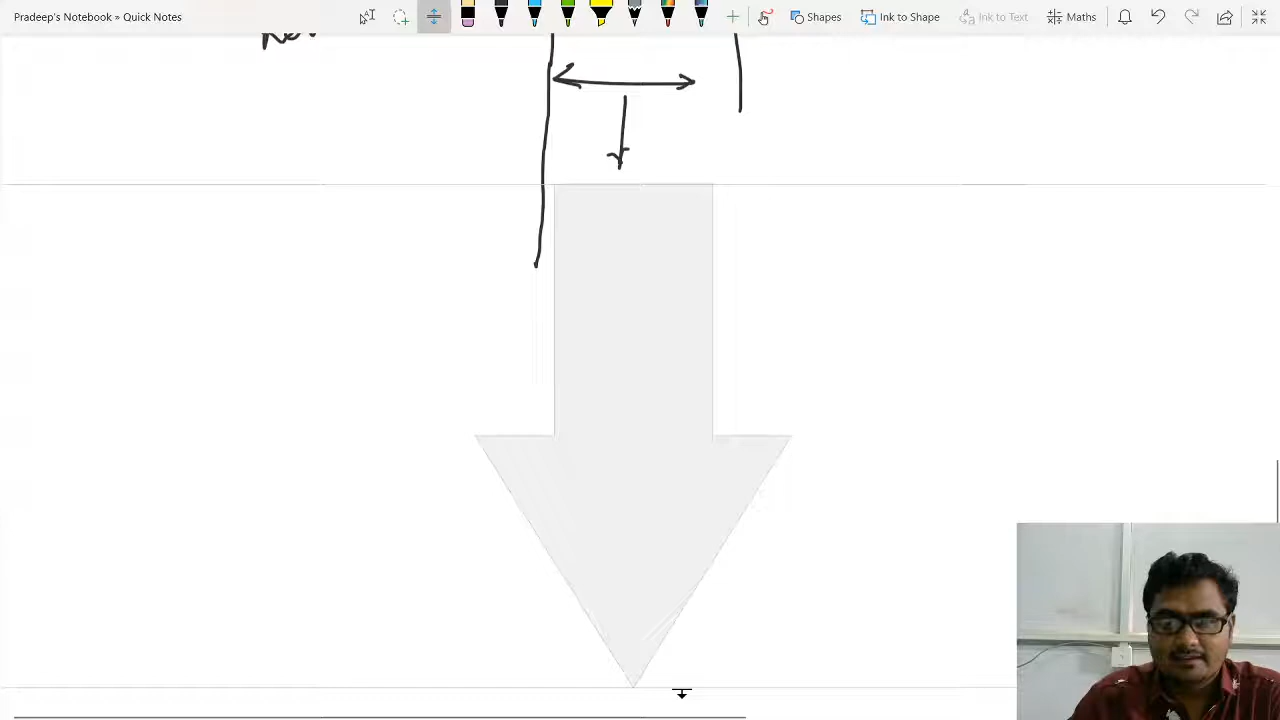 Pradeep's Notebook » Quick Notes
Shapes
Ink to Shape
Ink to Text
Maths